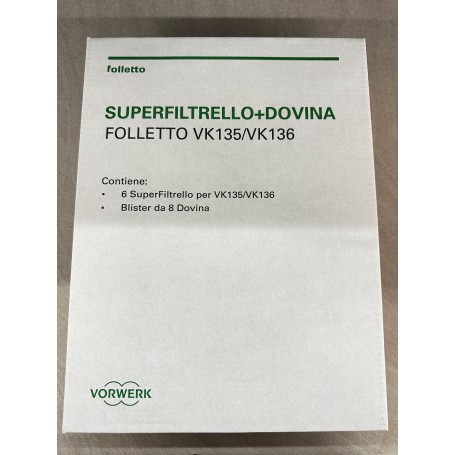 folletto
SUPERFILTRELLO+DOVINA
FOLLETTO VK135/VK136
Contiene:
• 6 SuperFiltrello per VK135/VK136
• Blister da 8 Dovina
VORWERK